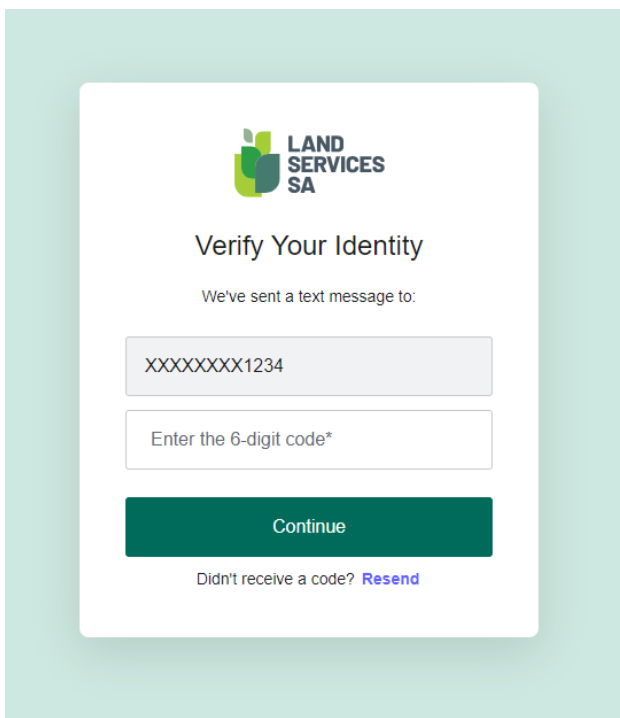 LAND
SERVICES
SA
Verify Your Identity
We've sent a text message to:
XXXXXXXX1234
Enter the 6-digit code*
Continue
Didn't receive a code? Resend